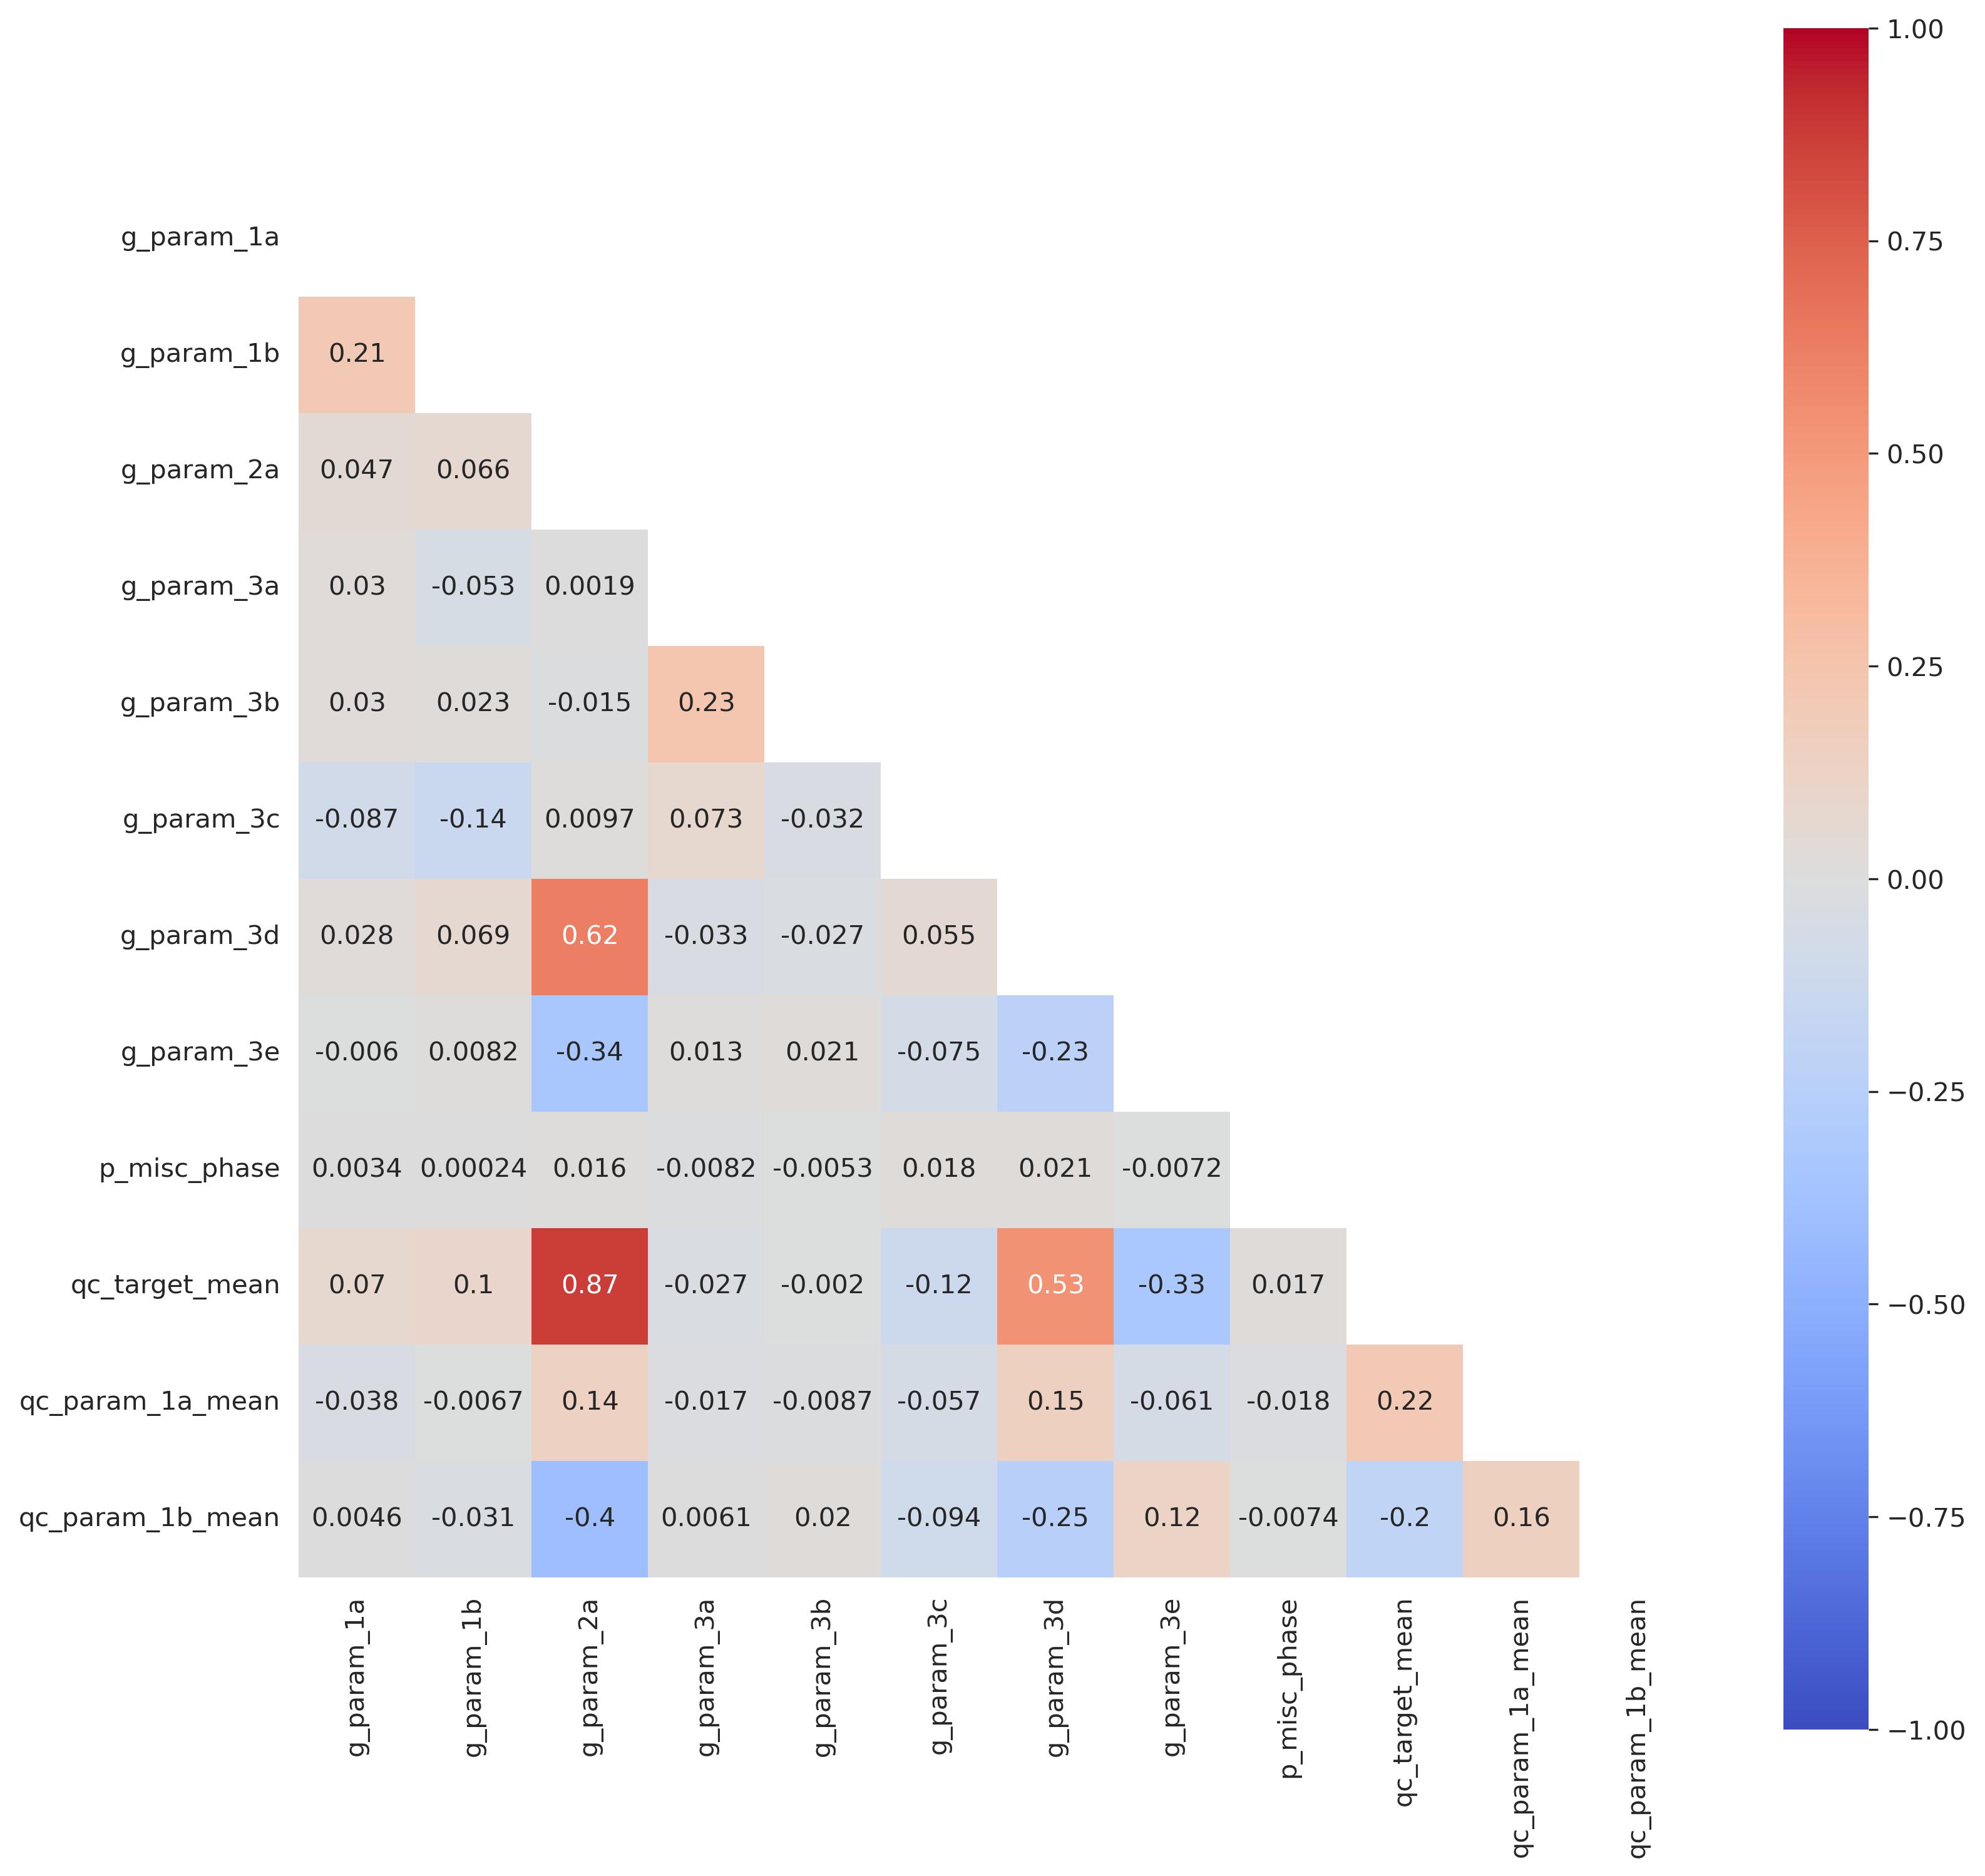 1.00
0.75
0.50
0.25
0.00
−0.25
−0.50
−0.75
−1.00
g_param_1a
g_param_1b 0.21
g_param_2a 0.047 0.066
g_param_3a 0.03 -0.053 0.0019
g_param_3b 0.03 0.023 -0.015 0.23
g_param_3c -0.087 -0.14 0.0097 0.073 -0.032
g_param_3d 0.028 0.069 0.62 -0.033 -0.027 0.055
g_param_3e -0.006 0.0082 -0.34 0.013 0.021 -0.075 -0.23
p_misc_phase 0.0034 0.00024 0.016 -0.0082 -0.0053 0.018 0.021 -0.0072
qc_target_mean 0.07 0.1 0.87 -0.027 -0.002 -0.12 0.53 -0.33 0.017
qc_param_1a_mean -0.038 -0.0067 0.14 -0.017 -0.0087 -0.057 0.15 -0.061 -0.018 0.22
qc_param_1b_mean 0.0046 -0.031 -0.4 0.0061 0.02 -0.094 -0.25 0.12 -0.0074 -0.2 0.16
g_param_1a
g_param_1b
g_param_2a
g_param_3a
g_param_3b
g_param_3c
g_param_3d
g_param_3e
p_misc_phase
qc_target_mean
qc_param_1a_mean
qc_param_1b_mean